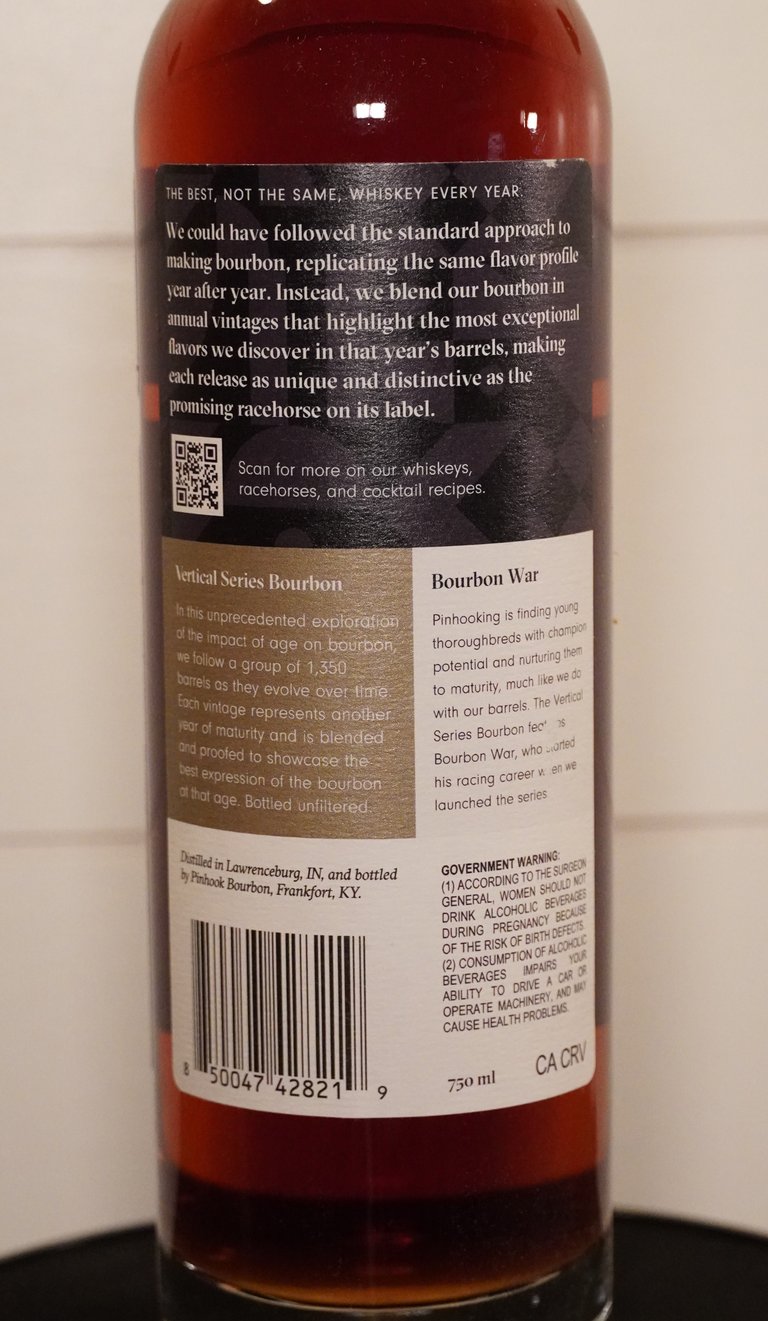 THE BEST, NOT THE SAME, WHISKEY EVERY YEAR.
We could have followed the standard approach to
making bourbon, replicating the same flavor profile
year after year. Instead, we blend our bourbon in
annual vintages that highlight the most exceptional
flavors we discover in that year's barrels, making
each release as unique and distinctive as the
promising racehorse on its label.
Scan for more on our whiskeys,
racehorses, and cocktail recipes.
Vertical Series Bourbon
In this unprecedented exploration
of the impact of age on bourbon,
we follow a group of 1,350
barrels as they evolve over time.
Each vintage represents another
year of maturity and is blended
and proofed to showcase the
best expression of the bourbon
at that age. Bottled unfiltered.
Bourbon War
Pinhooking is finding young
thoroughbreds with champion
potential and nurturing them
to maturity, much like we do
with our barrels. The Vertical
Series Bourbon
Bourbon War, who started
his racing career when we
launched the series.
Distilled in Lawrenceburg, IN, and bottled
by Pinhook Bourbon, Frankfort, KY.
8 50047 42821 9
GOVERNMENT WARNING:
(1) ACCORDING TO THE SURGEON
GENERAL, WOMEN SHOULD NOT
DRINK ALCOHOLIC BEVERAGES
DURING PREGNANCY BECAUSE
OF THE RISK OF BIRTH DEFECTS.
(2) CONSUMPTION OF ALCOHOLIC
BEVERAGES IMPAIRS YOUR
ABILITY TO DRIVE A CAR OR
OPERATE MACHINERY, AND MAY
CAUSE HEALTH PROBLEMS.
750 ml
CA CRV